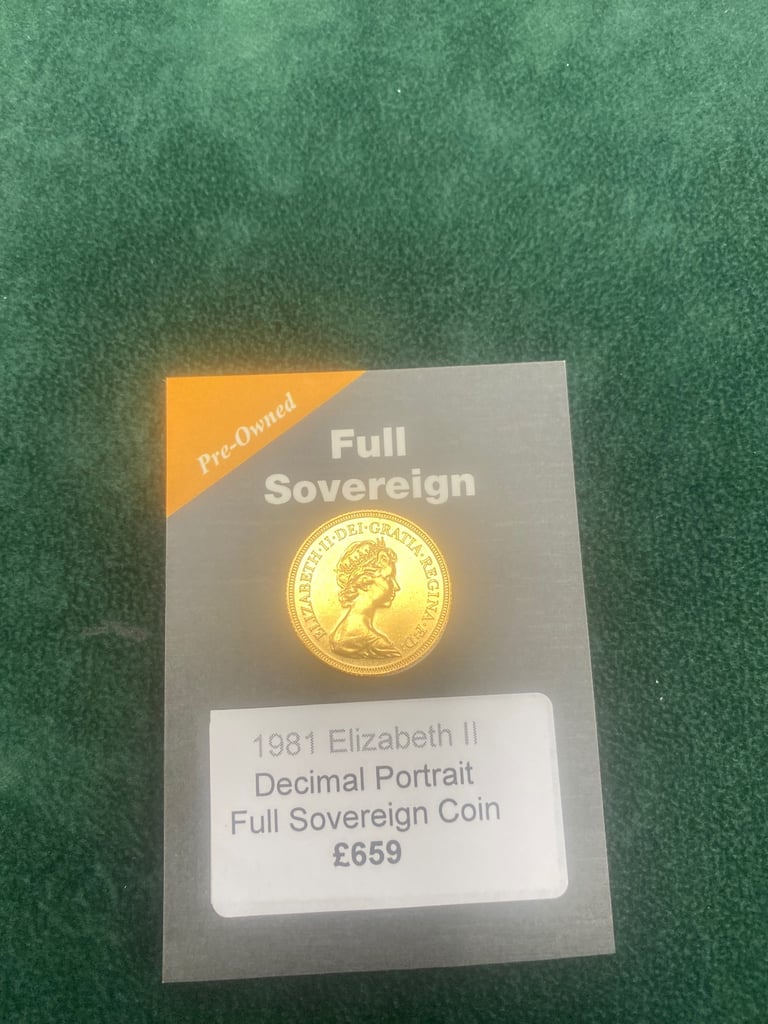 Pre-Owned
Full
Sovereign
ELIZABETH·II·DEI·GRATIA·REGINA·F:D·
1981 Elizabeth II
Decimal Portrait
Full Sovereign Coin
£659